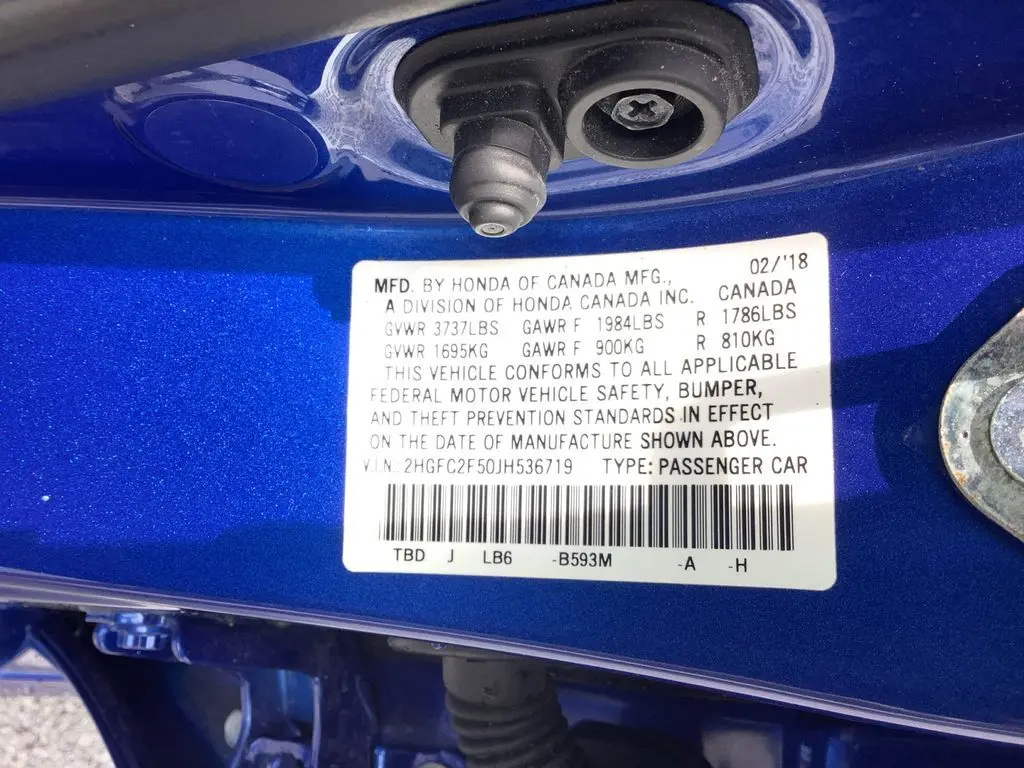 MFD. BY HONDA OF CANADA MFG., 02/'18
A DIVISION OF HONDA CANADA INC. CANADA
GVWR 3737LBS GAWR F 1984LBS R 1786LBS
GVWR 1695KG GAWR F 900KG R 810KG
THIS VEHICLE CONFORMS TO ALL APPLICABLE
FEDERAL MOTOR VEHICLE SAFETY, BUMPER,
AND THEFT PREVENTION STANDARDS IN EFFECT
ON THE DATE OF MANUFACTURE SHOWN ABOVE.
V.I.N.: 2HGFC2F50JH536719 TYPE: PASSENGER CAR
TBD J LB6 -B593M -A -H